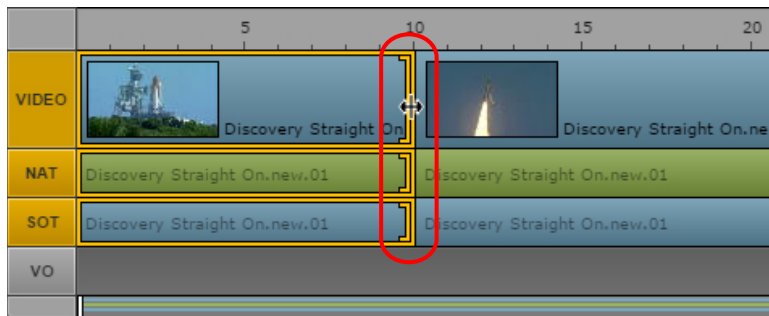 5 10 15 20
VIDEO Discovery Straight On Discovery Straight On.ne
NAT Discovery Straight On.new.01 Discovery Straight On.new.01
SOT Discovery Straight On.new.01 Discovery Straight On.new.01
VO